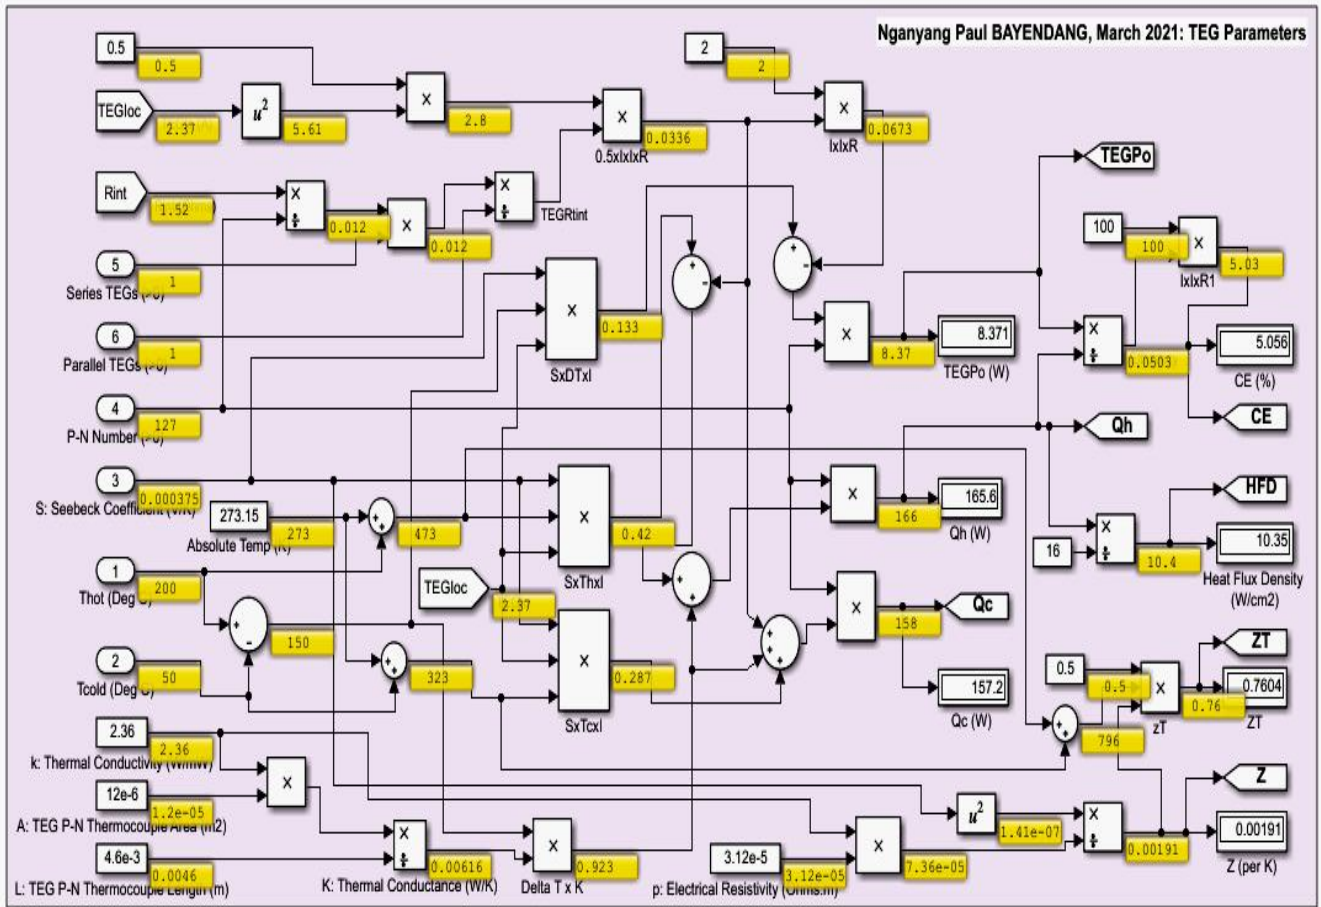 Nganyang Paul BAYENDANG, March 2021: TEG Parameters
0.5
0.5
2
2
TEGIoc
2.37
u²
5.61
×
2.8
×
0.0336
0.5xIxIxR
×
0.0673
IxIxR
TEGPo
Rint
1.52
×
÷
0.012
×
0.012
×
÷
TEGRtint
100
100
×
5.03
IxIxR1
5
1
Series TEGs (>0)
+
-
+
-
×
0.133
SxDTxI
6
1
Parallel TEGs (>0)
×
8.37
8.371
TEGPo (W)
×
÷
0.0503
5.056
CE (%)
CE
4
127
P-N Number (>0)
Qh
3
0.000375
S: Seebeck Coefficient (V/K)
273.15
273
Absolute Temp (K)
+
+
473
×
0.42
SxThxI
×
166
165.6
Qh (W)
HFD
16
×
÷
10.4
10.35
Heat Flux Density
(W/cm2)
1
200
Thot (Deg C)
TEGIoc
2.37
+
+
+
-
150
×
0.287
SxTcxI
+
+
+
×
158
Qc
157.2
Qc (W)
2
50
Tcold (Deg C)
+
+
323
0.5
0.5
×
0.76
zT
ZT
0.7604
ZT
+
+
796
2.36
2.36
k: Thermal Conductivity (W/mW)
×
12e-6
1.2e-05
A: TEG P-N Thermocouple Area (m2)
Z
u²
1.41e-07
×
÷
0.00191
0.00191
Z (per K)
4.6e-3
0.0046
L: TEG P-N Thermocouple Length (m)
×
÷
0.00616
K: Thermal Conductance (W/K)
×
0.923
Delta T x K
3.12e-5
3.12e-05
p: Electrical Resistivity (Ohms.m)
×
7.36e-05